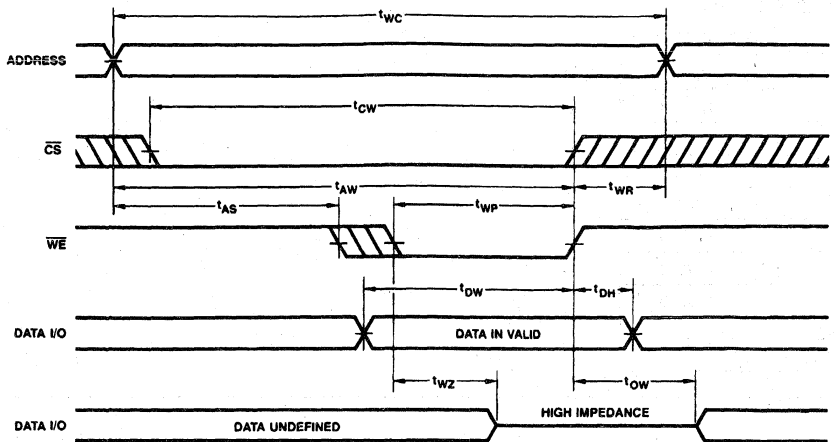 tWC
ADDRESS
tCW
CS
tAW
tWR
tAS
tWP
WE
tDW
tDH
DATA I/O
DATA IN VALID
tWZ
tOW
HIGH IMPEDANCE
DATA I/O
DATA UNDEFINED